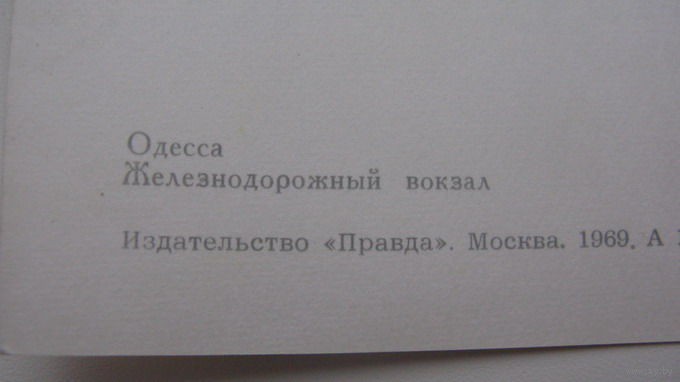 Одесса
Железнодорожный вокзал
Издательство «Правда». Москва. 1969. А